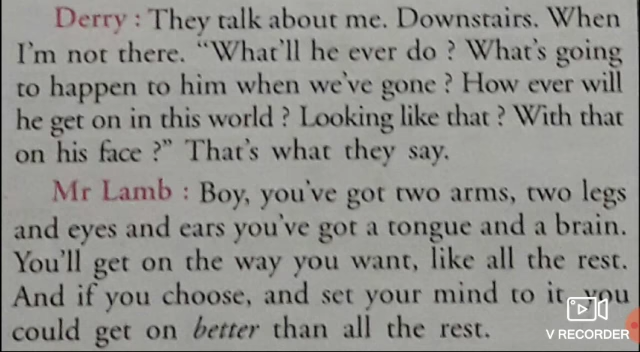 Derry : They talk about me. Downstairs. When
I'm not there. “What'll he ever do ? What's going
to happen to him when we've gone ? How ever will
he get on in this world ? Looking like that ? With that
on his face ?” That's what they say.
Mr Lamb : Boy, you've got two arms, two legs
and eyes and ears you've got a tongue and a brain.
You'll get on the way you want, like all the rest.
And if you choose, and set your mind to it, you
could get on better than all the rest.
V RECORDER